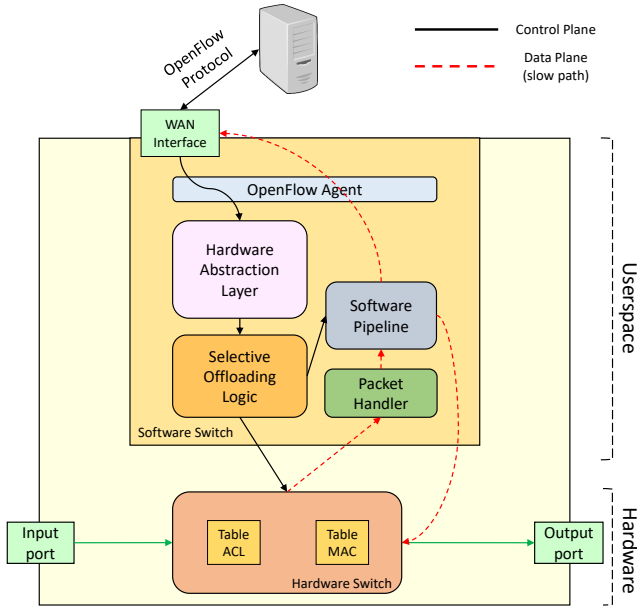 OpenFlow
Protocol
Control Plane
Data Plane
(slow path)
WAN
Interface
OpenFlow Agent
Hardware
Abstraction
Layer
Software
Pipeline
Selective
Offloading
Logic
Packet
Handler
Software Switch
Userspace
Input
port
Table
ACL
Table
MAC
Output
port
Hardware Switch
Hardware